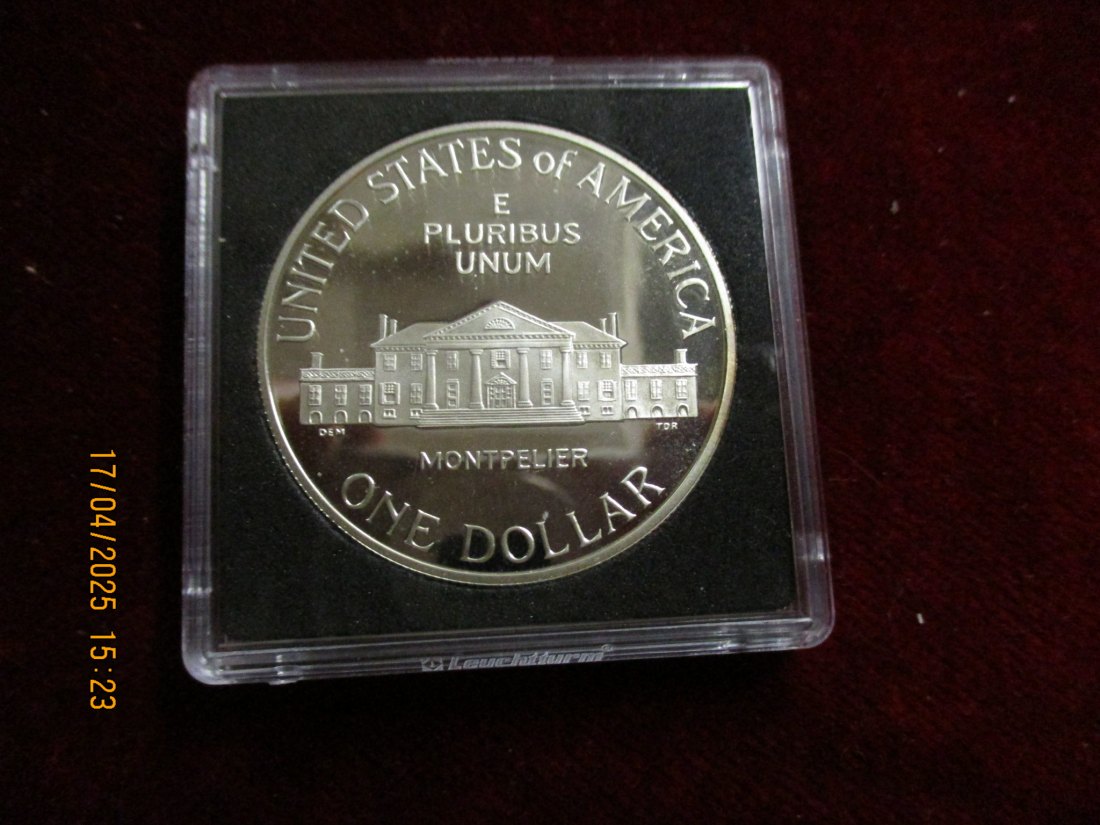 UNITED STATES of AMERICA
E
PLURIBUS
UNUM
DEM
TDR
MONTPELIER
ONE DOLLAR
Leuchtturm
17/04/2025 15:23